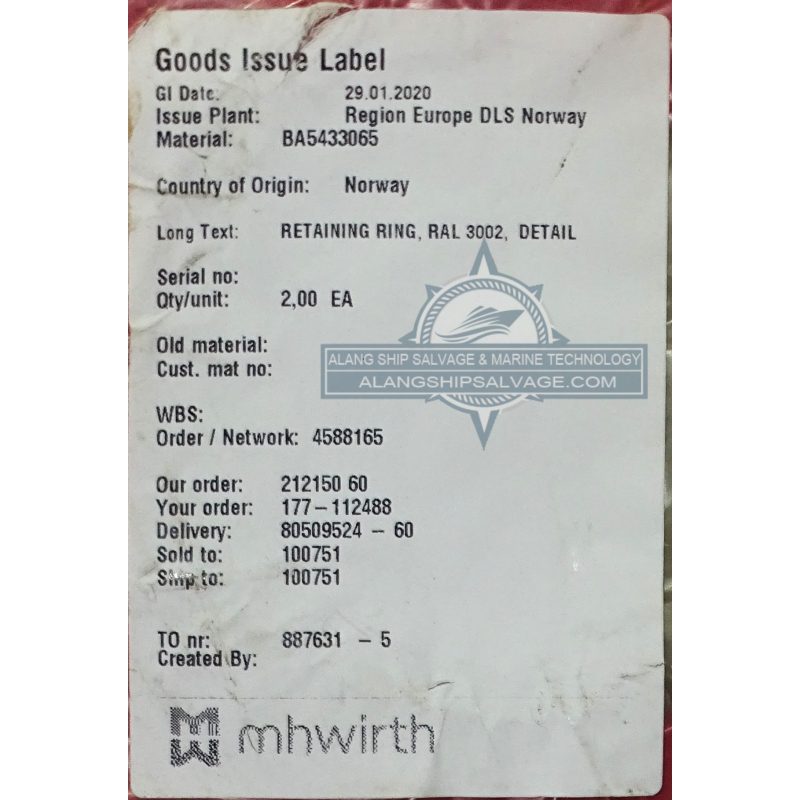 Goods Issue Label
GI Date: 29.01.2020
Issue Plant: Region Europe DLS Norway
Material: BA5433065
Country of Origin: Norway
Long Text: RETAINING RING, RAL 3002, DETAIL
Serial no:
Qty/unit: 2,00 EA
Old material:
Cust. mat no:
ALANG SHIP SALVAGE & MARINE TECHNOLOGY
ALANGSHIPSALVAGE.COM
WBS:
Order / Network: 4588165
Our order: 212150 60
Your order: 177-112488
Delivery: 80509524 - 60
Sold to: 100751
Ship to: 100751
TO nr: 887631 - 5
Created By:
mhwirth